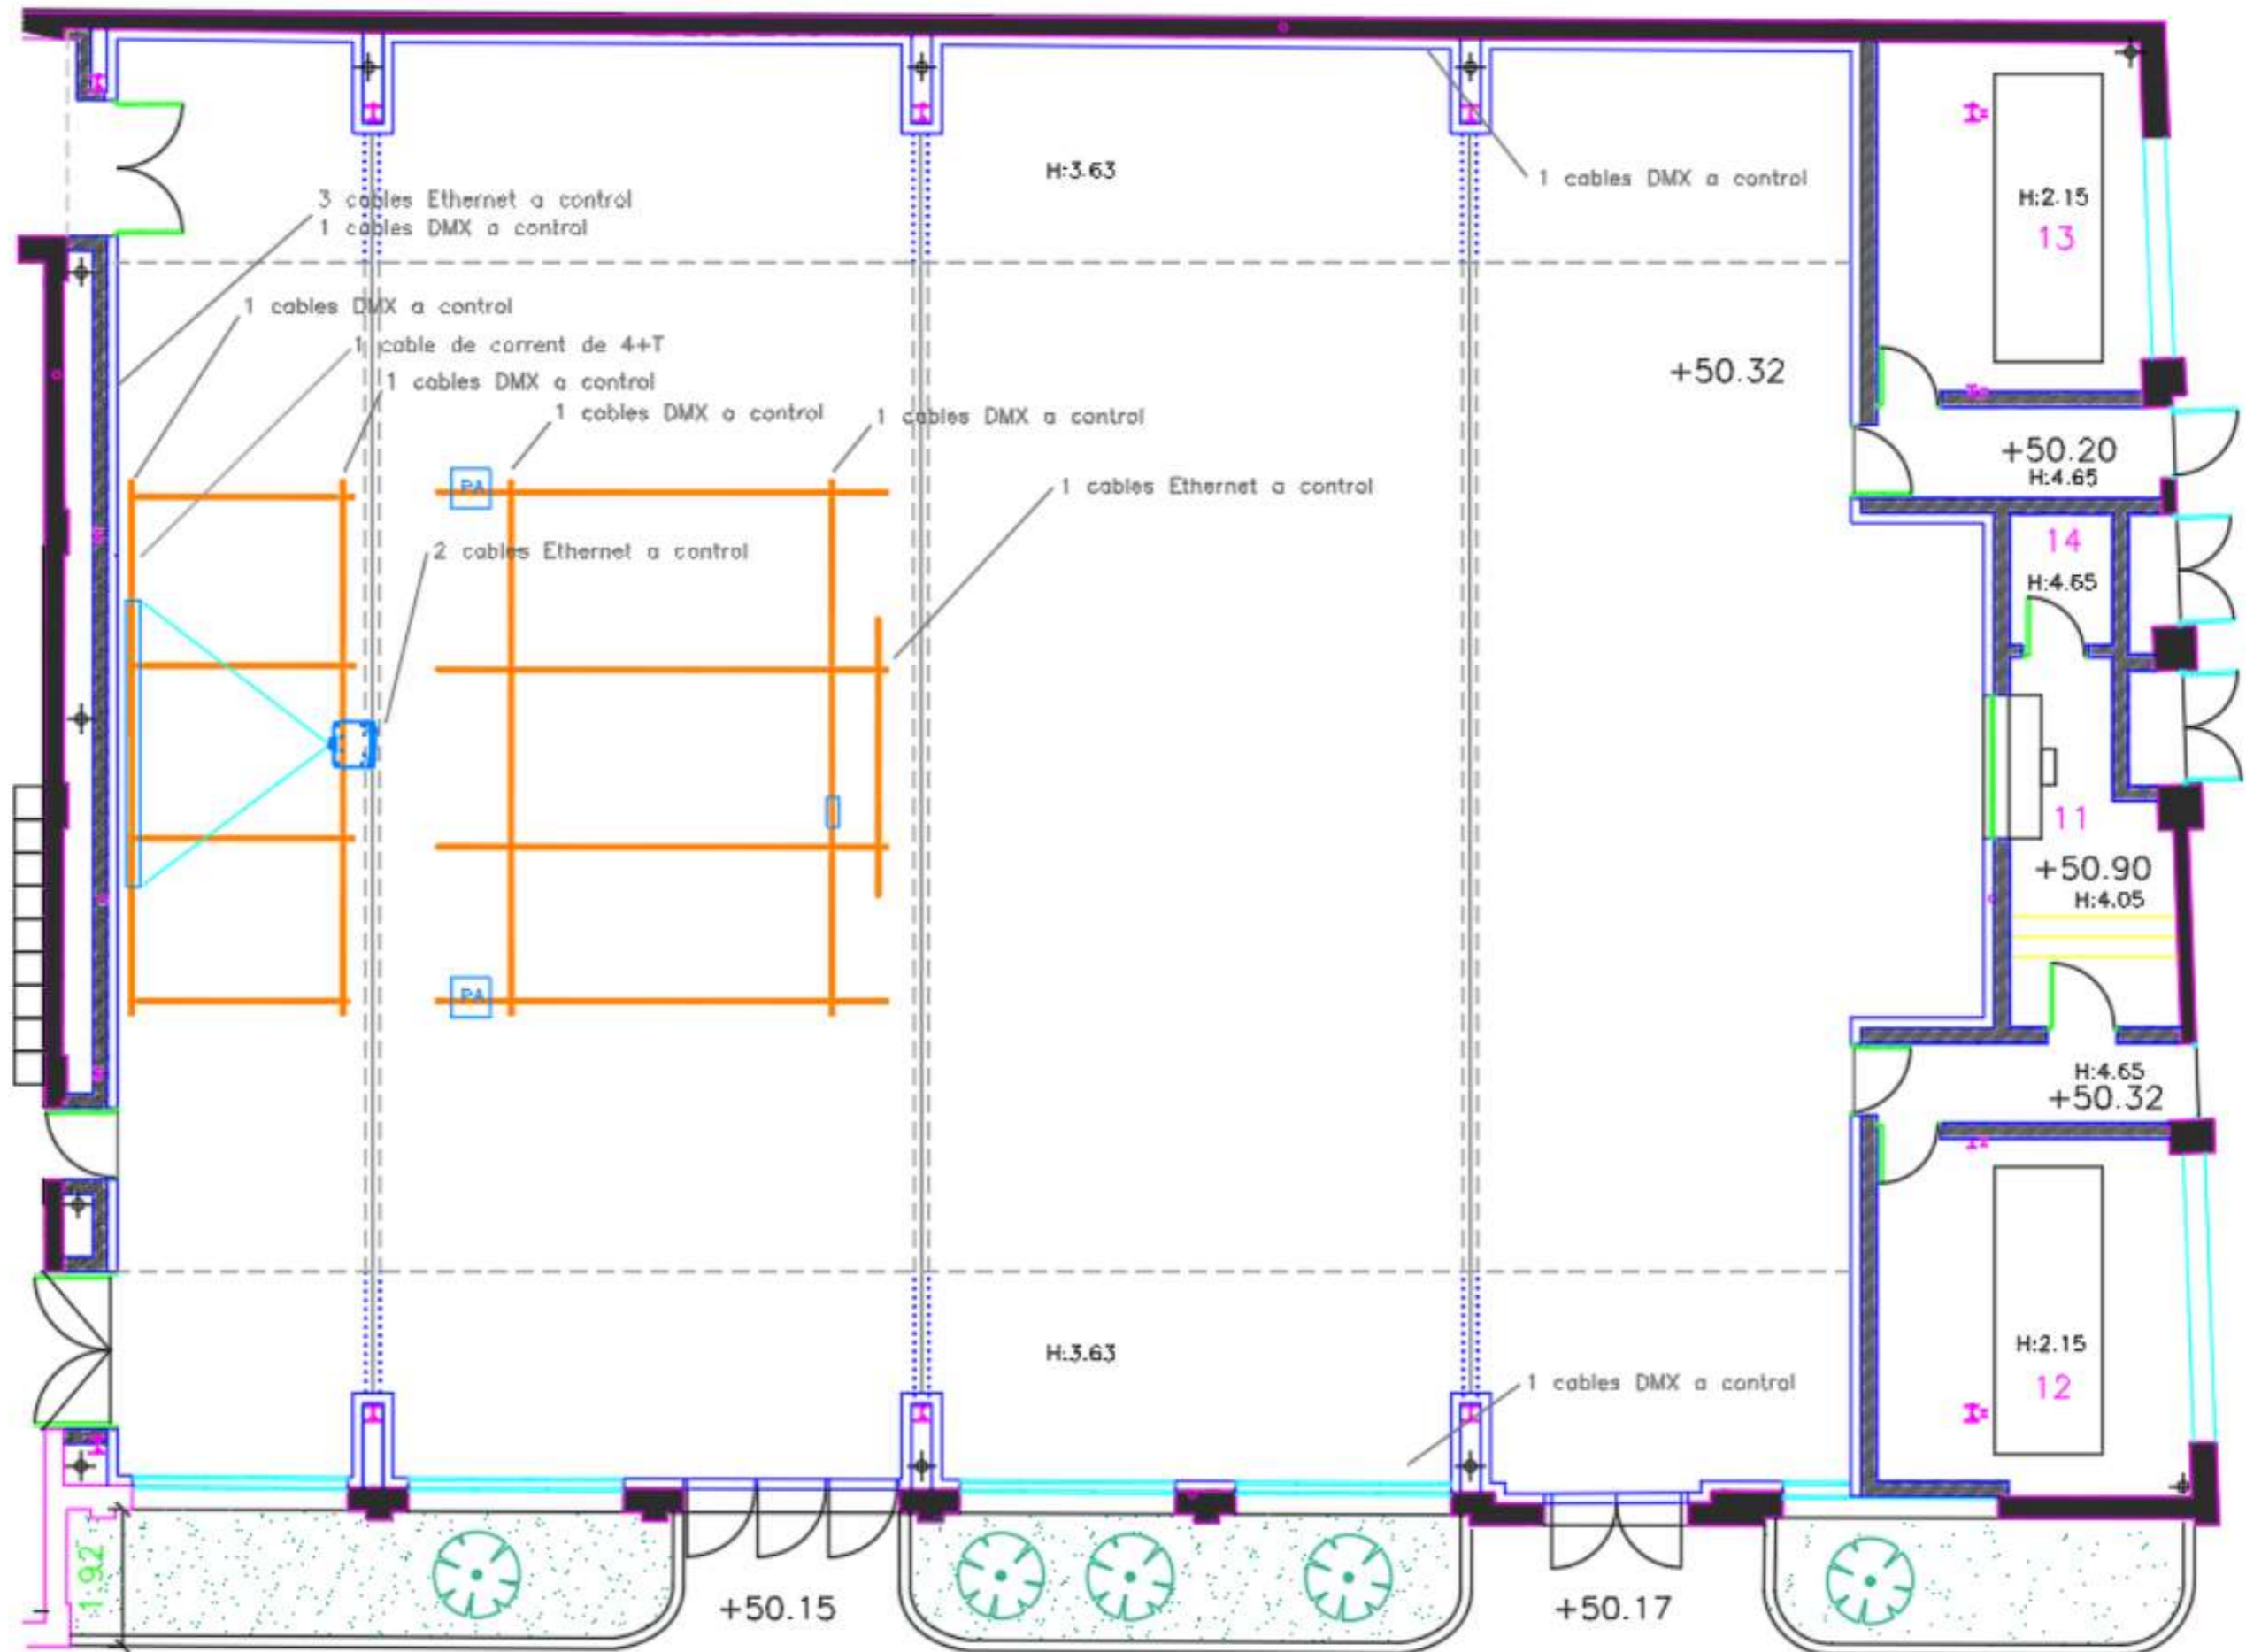 H:3.63
1 cables DMX a control
H:2.15
13
3 cables Ethernet a control
1 cables DMX a control
1 cables DMX a control
1 cable de corrent de 4+T
1 cables DMX a control
1 cables DMX a control
1 cables DMX a control
+50.32
+50.20
H:4.65
PA
1 cables Ethernet a control
2 cables Ethernet a control
14
H:4.65
11
+50.90
H:4.05
PA
H:4.65
+50.32
H:3.63
1 cables DMX a control
H:2.15
12
1.92
+50.15
+50.17